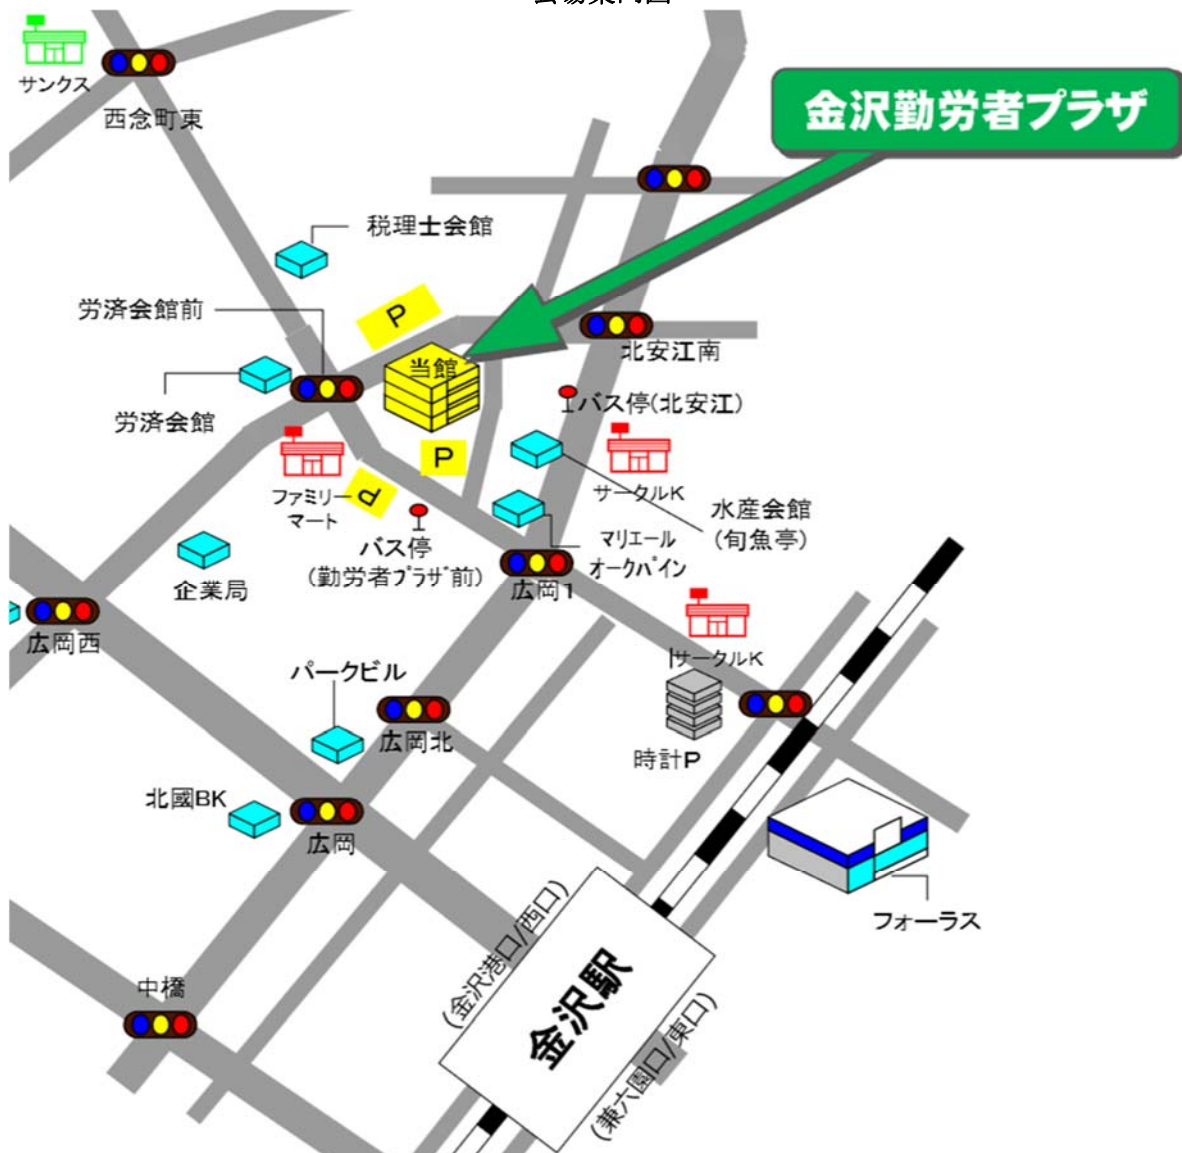 会場案内図
サンクス
西念町東
金沢勤労者プラザ
税理士会館
労済会館前
P
北安江南
当館
労済会館
バス停(北安江)
P
サークルK
ファミリー
マート
P
水産会館
(旬魚亭)
バス停
(勤労者ﾌﾟﾗｻﾞ前)
マリエール
オークパイン
企業局
広岡1
広岡西
サークルK
パークビル
広岡北
時計P
北國BK
広岡
フォーラス
(金沢港口/西口)
金沢駅
中橋
(兼六園口/東口)